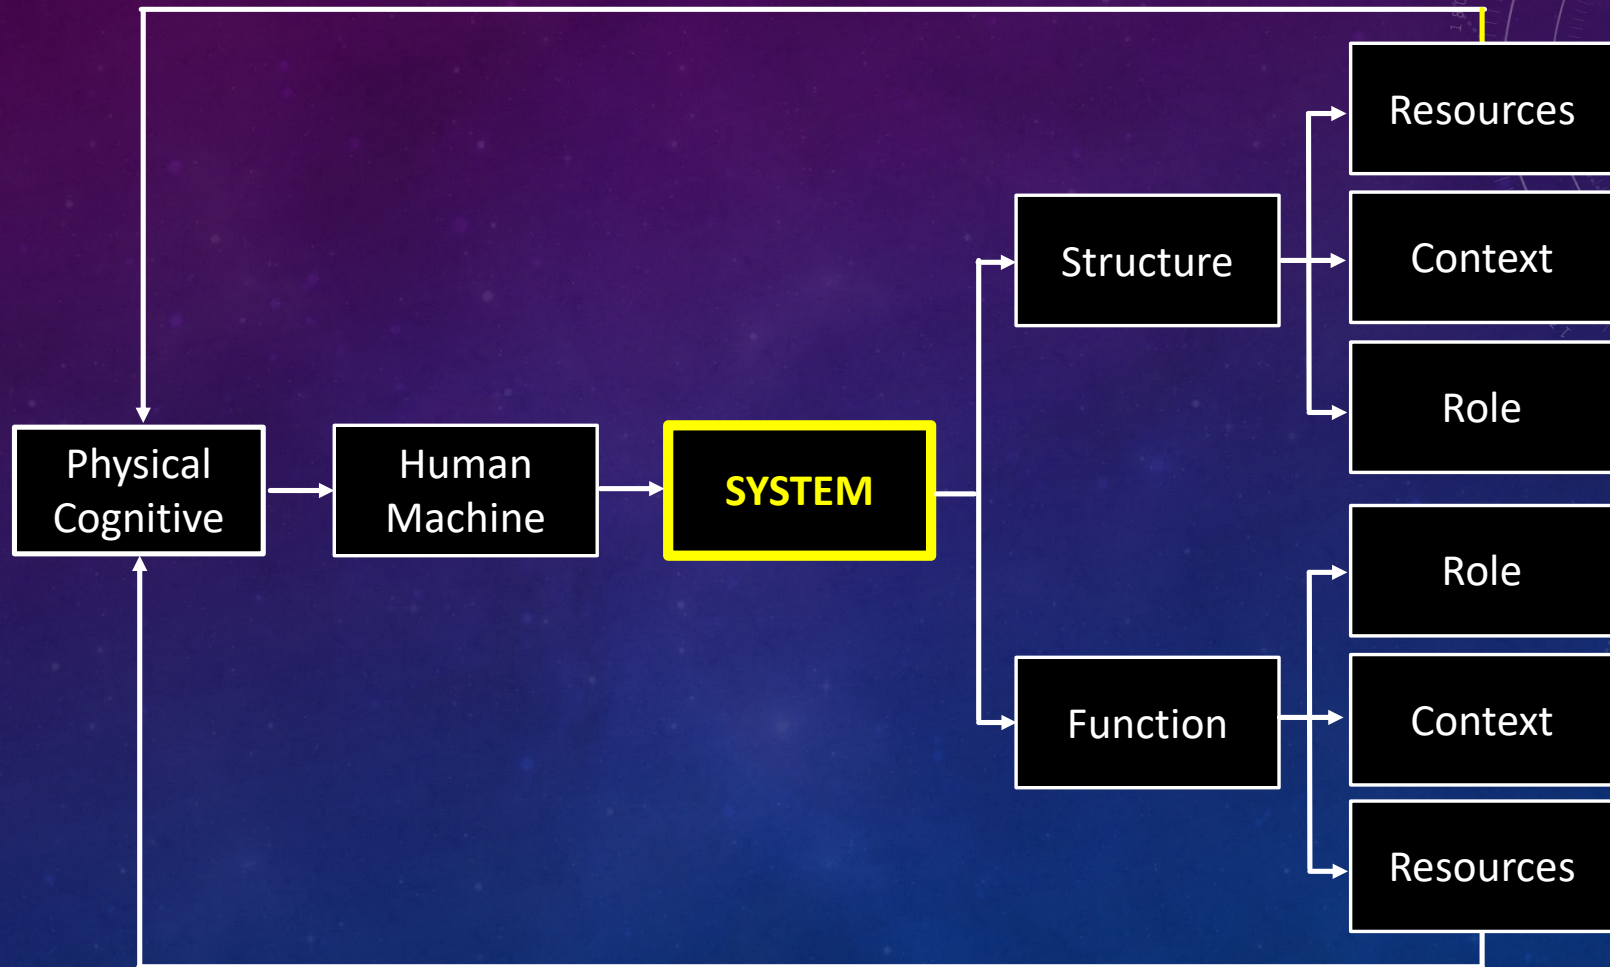 Resources
Structure
Context
Role
Physical
Cognitive
Human
Machine
SYSTEM
Role
Function
Context
Resources